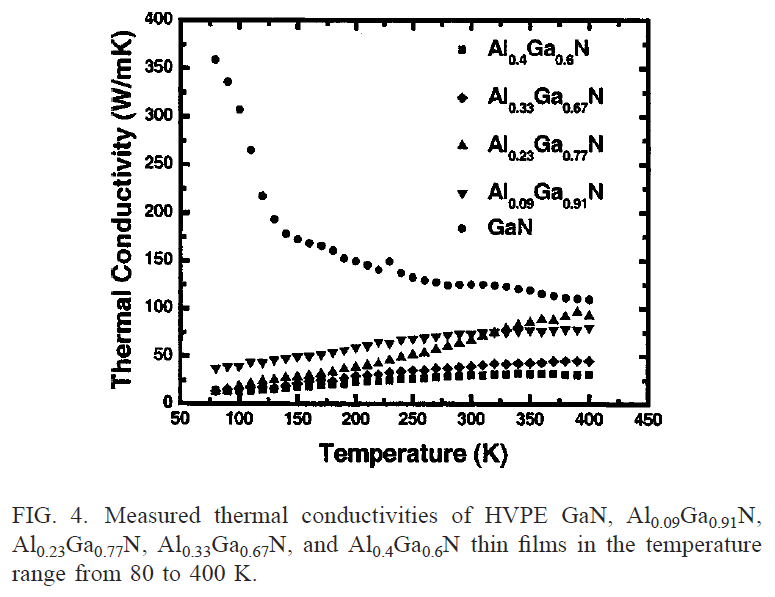 400
350
300
250
200
150
100
50
0
Thermal Conductivity (W/mK)
Al0.4Ga0.6N
Al0.33Ga0.67N
Al0.23Ga0.77N
Al0.09Ga0.91N
GaN
50 100 150 200 250 300 350 400 450
Temperature (K)
FIG. 4. Measured thermal conductivities of HVPE GaN, Al0.09Ga0.91N,
Al0.23Ga0.77N, Al0.33Ga0.67N, and Al0.4Ga0.6N thin films in the temperature
range from 80 to 400 K.